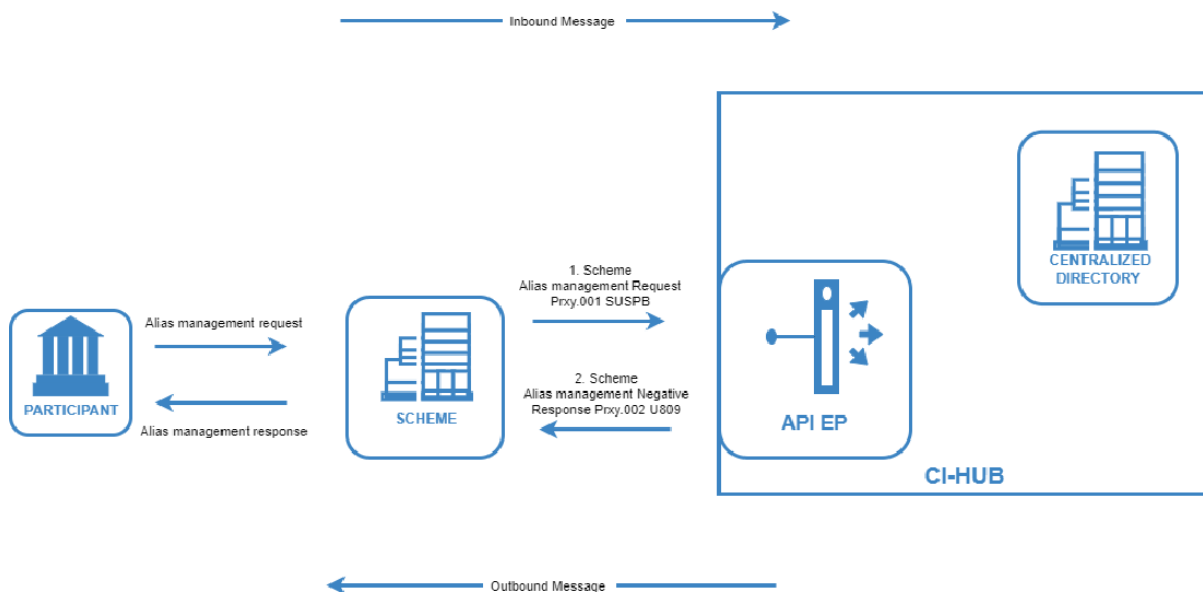 Inbound Message
CENTRALIZED
DIRECTORY
1. Scheme
Alias management Request
Prxy.001 SUSPB
Alias management request
2. Scheme
Alias management Negative
Response Prxy.002 U809
PARTICIPANT
Alias management response
SCHEME
API EP
CI-HUB
Outbound Message